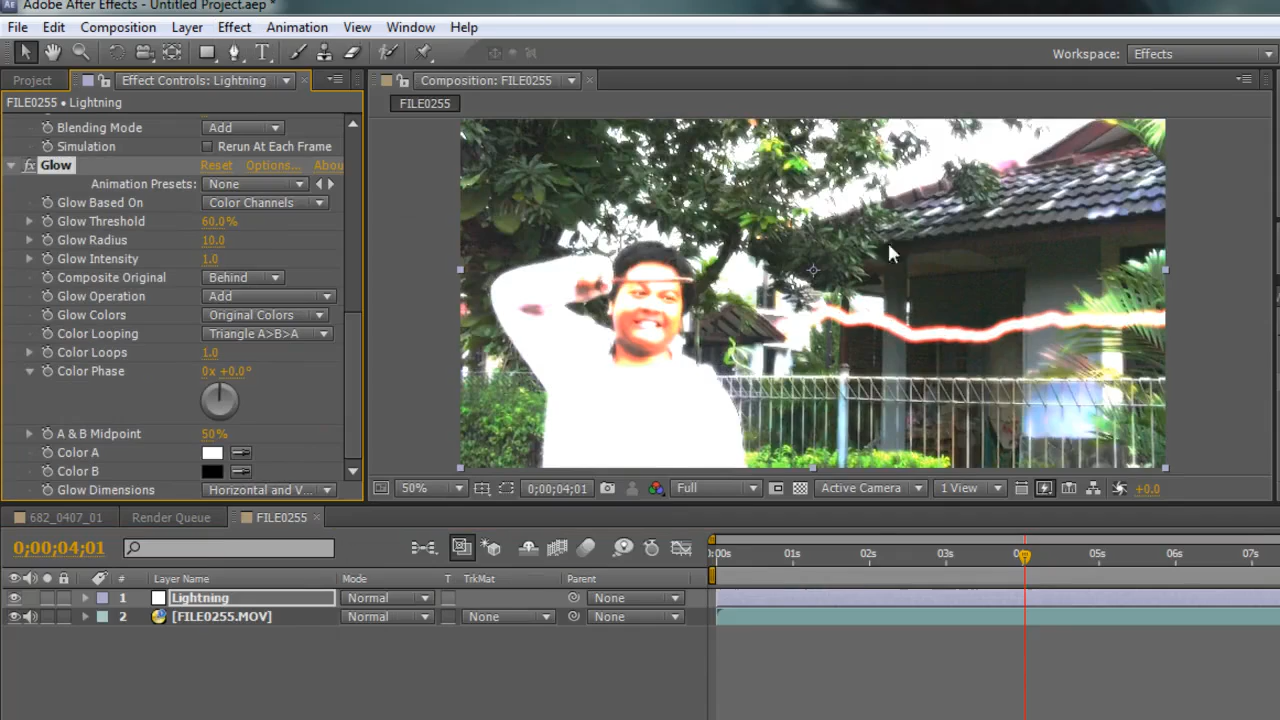 Adobe After Effects - Untitled Project.aep *
File Edit Composition Layer Effect Animation View Window Help
Workspace: Effects
Project Effect Controls: Lightning Composition: FILE0255
FILE0255 • Lightning FILE0255
Blending Mode Add
Simulation Rerun At Each Frame
fx Glow Reset Options... Abou
Animation Presets: None
Glow Based On Color Channels
Glow Threshold 60.0%
Glow Radius 10.0
Glow Intensity 1.0
Composite Original Behind
Glow Operation Add
Glow Colors Original Colors
Color Looping Triangle A>B>A
Color Loops 1.0
Color Phase 0x +0.0°
A & B Midpoint 50%
Color A
Color B
Glow Dimensions Horizontal and V...
50% 0;00;04;01 Full Active Camera 1 View +0.0
682_0407_01 Render Queue FILE0255
0;00;04;01
0:00s 01s 02s 03s 05s 06s 07s
# Layer Name Mode T TrkMat Parent
1 Lightning Normal None
2 [FILE0255.MOV] Normal None None